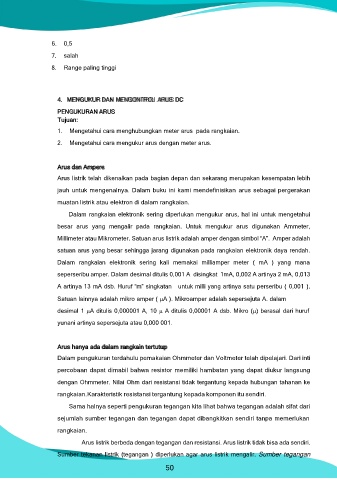 6. 0,5
7. salah
8. Range paling tinggi
4. MENGUKUR DAN MENGONTROL ARUS DC
PENGUKURAN ARUS
Tujuan:
1. Mengetahui cara menghubungkan meter arus pada rangkaian.
2. Mengetahui cara mengukur arus dengan meter arus.
Arus dan Ampere
Arus listrik telah dikenalkan pada bagian depan dan sekarang merupakan kesempatan lebih
jauh untuk mengenalnya. Dalam buku ini kami mendefinisikan arus sebagai pergerakan
muatan listrik atau elektron di dalam rangkaian.
Dalam rangkaian elektronik sering diperlukan mengukur arus, hal ini untuk mengetahui
besar arus yang mengalir pada rangkaian. Untuk mengukur arus digunakan Ammeter,
Millimeter atau Mikrometer. Satuan arus listrik adalah amper dengan simbol "A". Amper adalah
satuan arus yang besar sehingga jarang digunakan pada rangkaian elektronik daya rendah.
Dalam rangkaian elektronik sering kali memakai milliamper meter ( mA ) yang mana
seperseribu amper. Dalam desimal ditulis 0,001 A disingkat 1mA, 0,002 A artinya 2 mA, 0,013
A artinya 13 mA dsb. Huruf "m" singkatan untuk milli yang artinya satu perseribu ( 0,001 ).
Satuan lainnya adalah mikro amper ( µA ). Mikroamper adalah sepersejuta A. dalam
desimal 1 µA ditulis 0,000001 A, 10 µ A ditulis 0,00001 A dsb. Mikro (µ) berasal dari huruf
yunani artinya sepersejuta atau 0,000 001.
Arus hanya ada dalam rangkain tertutup
Dalam pengukuran terdahulu pemakaian Ohmmeter dan Voltmeter telah dipelajari. Dari inti
percobaan dapat dimabil bahwa resistor memiliki hambatan yang dapat diukur langsung
dengan Ohmmeter. Nilai Ohm dari resistansi tidak tergantung kepada hubungan tahanan ke
rangkaian.Karakteristik resistansi tergantung kepada komponen itu sendiri.
Sama halnya seperti pengukuran tegangan kita lihat bahwa tegangan adalah sifat dari
sejumlah sumber tegangan dan tegangan dapat dibangkitkan sendiri tanpa memerlukan
rangkaian.
Arus listrik berbeda dengan tegangan dan resistansi. Arus listrik tidak bisa ada sendiri.
Sumber tekanan listrik (tegangan ) diperlukan agar arus listrik mengalir. Sumber tegangan
50